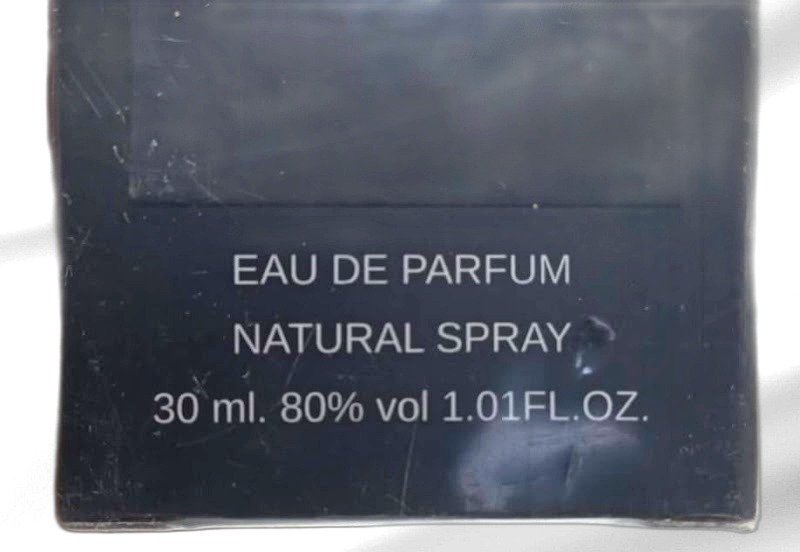 EAU DE PARFUM
NATURAL SPRAY
30 ml. 80% vol 1.01FL.OZ.